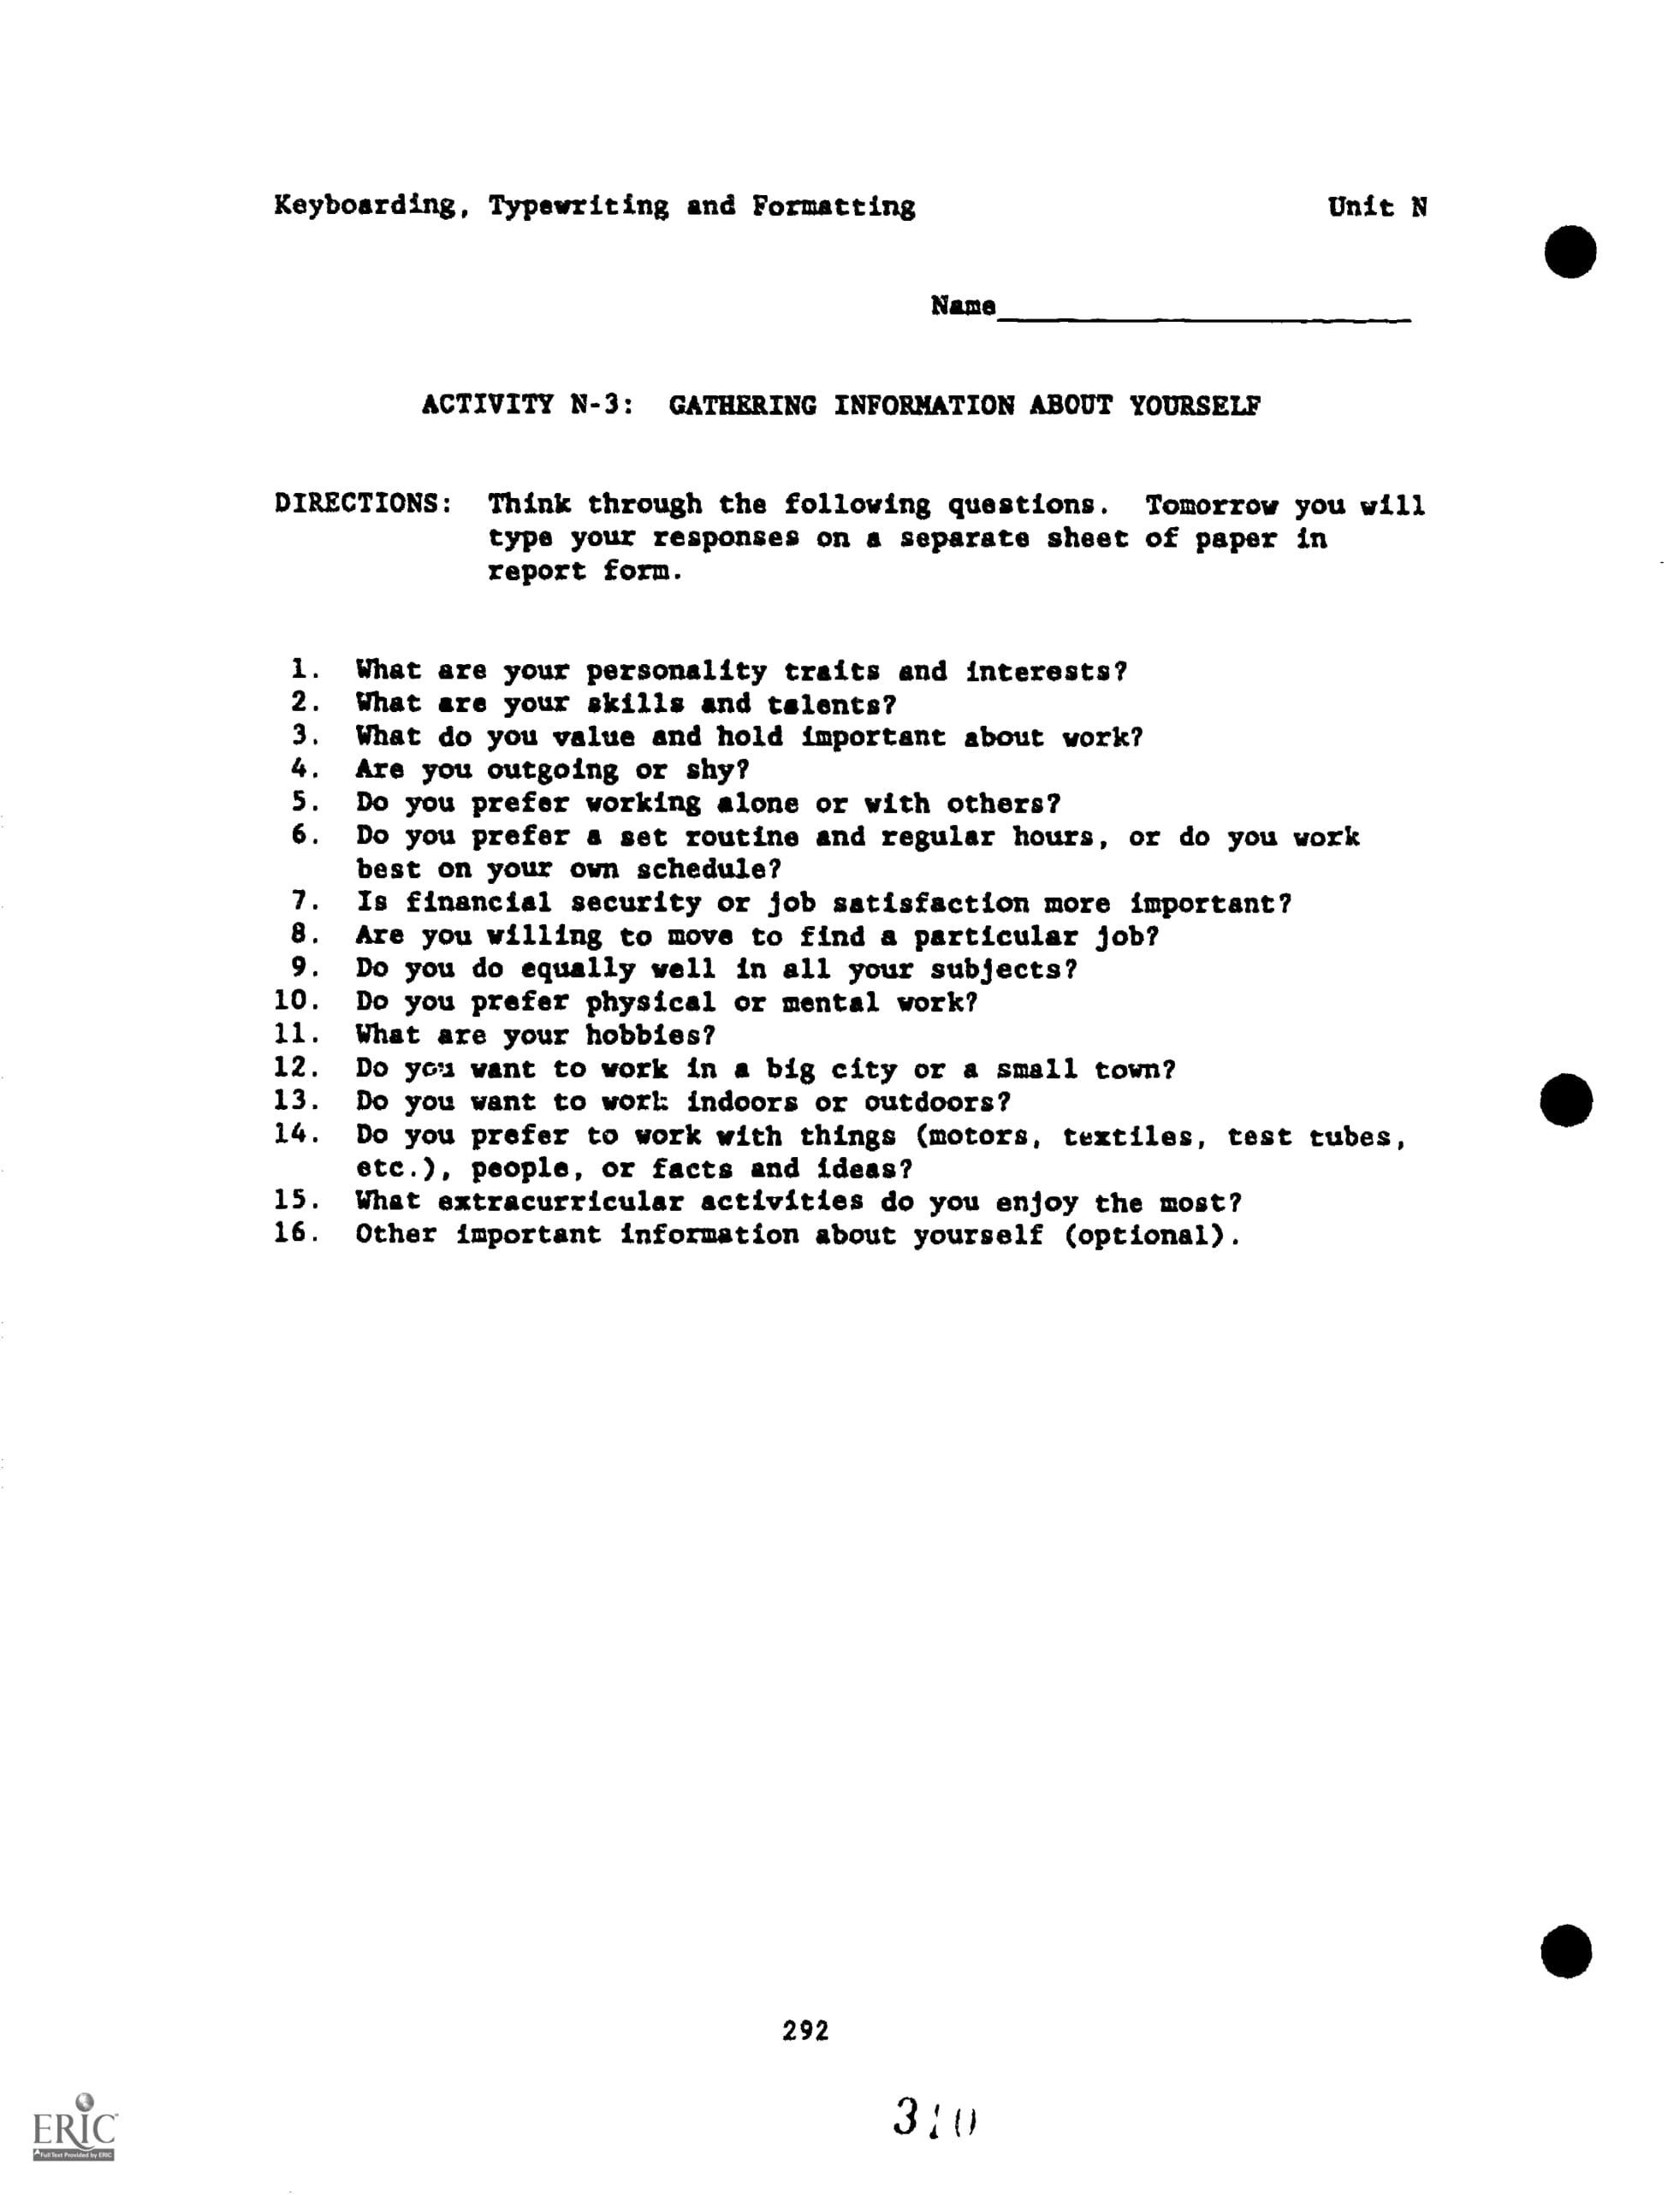 Keyboarding, Typewriting and Formatting Unit N
Name
ACTIVITY N-3: GATHERING INFORMATION ABOUT YOURSELF
DIRECTIONS: Think through the following questions. Tomorrow you will
type your responses on a separate sheet of paper in
report form.
1. What are your personality traits and interests?
2. What are your skills and talents?
3. What do you value and hold important about work?
4. Are you outgoing or shy?
5. Do you prefer working alone or with others?
6. Do you prefer a set routine and regular hours, or do you work
best on your own schedule?
7. Is financial security or job satisfaction more important?
8. Are you willing to move to find a particular job?
9. Do you do equally well in all your subjects?
10. Do you prefer physical or mental work?
11. What are your hobbies?
12. Do you want to work in a big city or a small town?
13. Do you want to work indoors or outdoors?
14. Do you prefer to work with things (motors, textiles, test tubes,
etc.), people, or facts and ideas?
15. What extracurricular activities do you enjoy the most?
16. Other important information about yourself (optional).
292
310
ERIC
Full Text Provided by ERIC